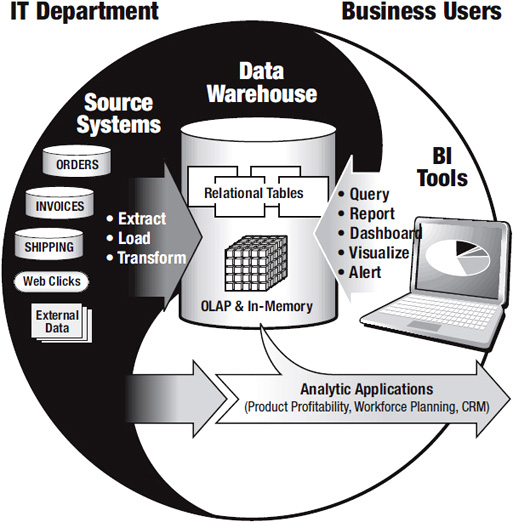 IT Department
Business Users
Data
Warehouse
Source
Systems
ORDERS
INVOICES
SHIPPING
Web Clicks
External
Data
• Extract
• Load
• Transform
Relational Tables
OLAP & In-Memory
BI
Tools
• Query
• Report
• Dashboard
• Visualize
• Alert
Analytic Applications
(Product Profitability, Workforce Planning, CRM)